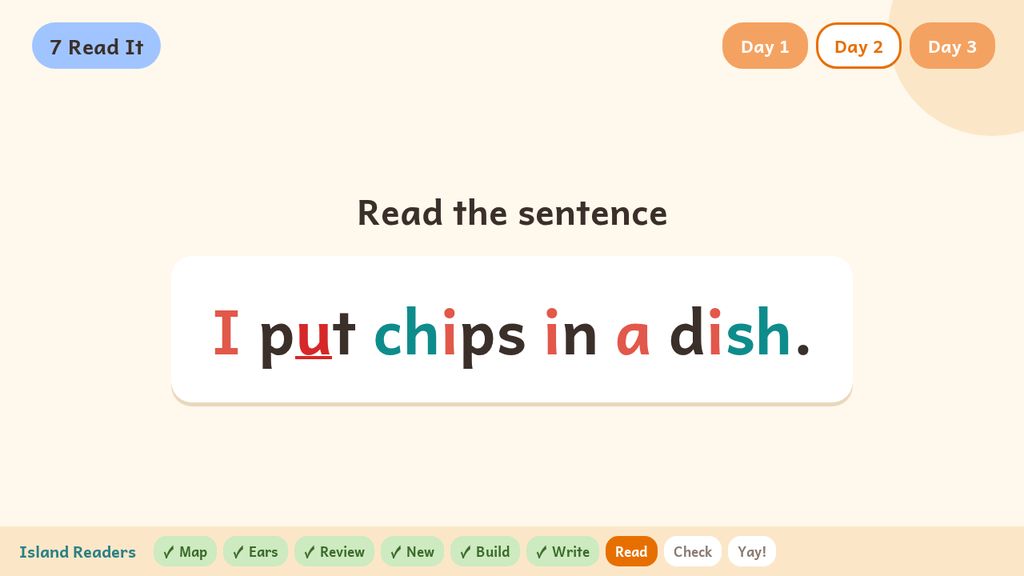 7 Read It
Day 1 Day 2 Day 3
Read the sentence
I put chips in a dish.
Island Readers ✓ Map ✓ Ears ✓ Review ✓ New ✓ Build ✓ Write Read Check Yay!